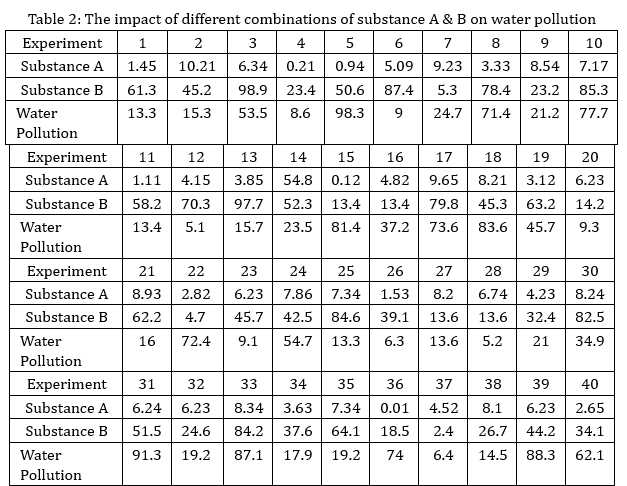 Table 2: The impact of different combinations of substance A & B on water pollution
Experiment 1 2 3 4 5 6 7 8 9 10
Substance A 1.45 10.21 6.34 0.21 0.94 5.09 9.23 3.33 8.54 7.17
Substance B 61.3 45.2 98.9 23.4 50.6 87.4 5.3 78.4 23.2 85.3
Water 13.3 15.3 53.5 8.6 98.3 9 24.7 71.4 21.2 77.7
Pollution
Experiment 11 12 13 14 15 16 17 18 19 20
Substance A 1.11 4.15 3.85 54.8 0.12 4.82 9.65 8.21 3.12 6.23
Substance B 58.2 70.3 97.7 52.3 13.4 13.4 79.8 45.3 63.2 14.2
Water 13.4 5.1 15.7 23.5 81.4 37.2 73.6 83.6 45.7 9.3
Pollution
Experiment 21 22 23 24 25 26 27 28 29 30
Substance A 8.93 2.82 6.23 7.86 7.34 1.53 8.2 6.74 4.23 8.24
Substance B 62.2 4.7 45.7 42.5 84.6 39.1 13.6 13.6 32.4 82.5
Water 16 72.4 9.1 54.7 13.3 6.3 13.6 5.2 21 34.9
Pollution
Experiment 31 32 33 34 35 36 37 38 39 40
Substance A 6.24 6.23 8.34 3.63 7.34 0.01 4.52 8.1 6.23 2.65
Substance B 51.5 24.6 84.2 37.6 64.1 18.5 2.4 26.7 44.2 34.1
Water 91.3 19.2 87.1 17.9 19.2 74 6.4 14.5 88.3 62.1
Pollution